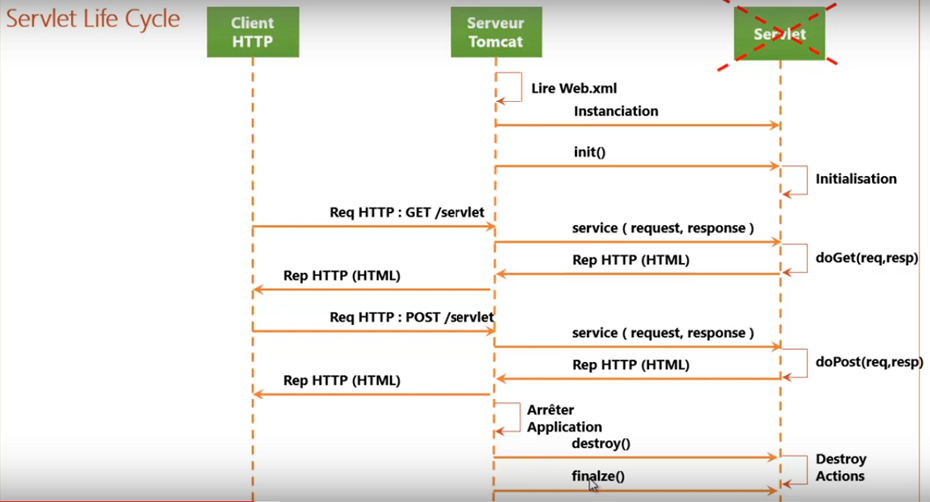 Servlet Life Cycle
Client
HTTP
Serveur
Tomcat
Servlet
Lire Web.xml
Instanciation
init()
Initialisation
Req HTTP : GET /servlet
service ( request, response )
doGet(req,resp)
Rep HTTP (HTML)
Rep HTTP (HTML)
Req HTTP : POST /servlet
service ( request, response )
doPost(req,resp)
Rep HTTP (HTML)
Rep HTTP (HTML)
Arrêter
Application
destroy()
Destroy
Actions
finalze()